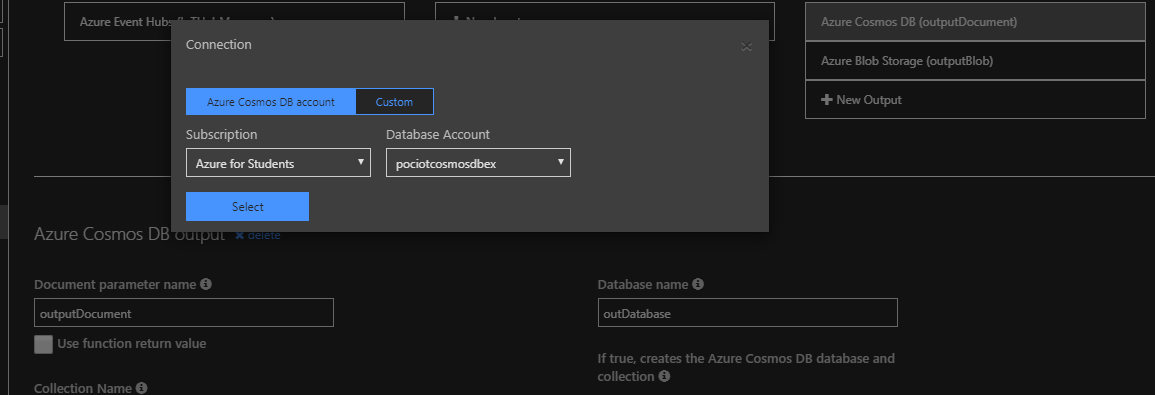 Azure Event Hubs
Azure Cosmos DB (outputDocument)
Connection
Azure Blob Storage (outputBlob)
Azure Cosmos DB account
Custom
New Output
Subscription
Database Account
Azure for Students
pociotcosmosdbex
Select
Azure Cosmos DB output
delete
Document parameter name
Database name
outputDocument
outDatabase
Use function return value
If true, creates the Azure Cosmos DB database and
collection
Collection Name